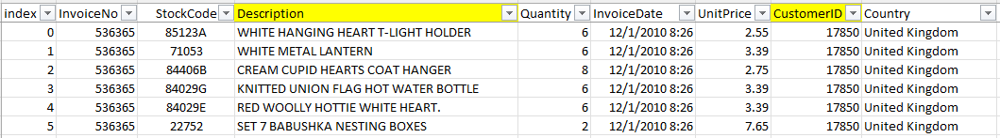 index InvoiceNo StockCode Description Quantity InvoiceDate UnitPrice CustomerID Country
0 536365 85123A WHITE HANGING HEART T-LIGHT HOLDER 6 12/1/2010 8:26 2.55 17850 United Kingdom
1 536365 71053 WHITE METAL LANTERN 6 12/1/2010 8:26 3.39 17850 United Kingdom
2 536365 84406B CREAM CUPID HEARTS COAT HANGER 8 12/1/2010 8:26 2.75 17850 United Kingdom
3 536365 84029G KNITTED UNION FLAG HOT WATER BOTTLE 6 12/1/2010 8:26 3.39 17850 United Kingdom
4 536365 84029E RED WOOLLY HOTTIE WHITE HEART. 6 12/1/2010 8:26 3.39 17850 United Kingdom
5 536365 22752 SET 7 BABUSHKA NESTING BOXES 2 12/1/2010 8:26 7.65 17850 United Kingdom